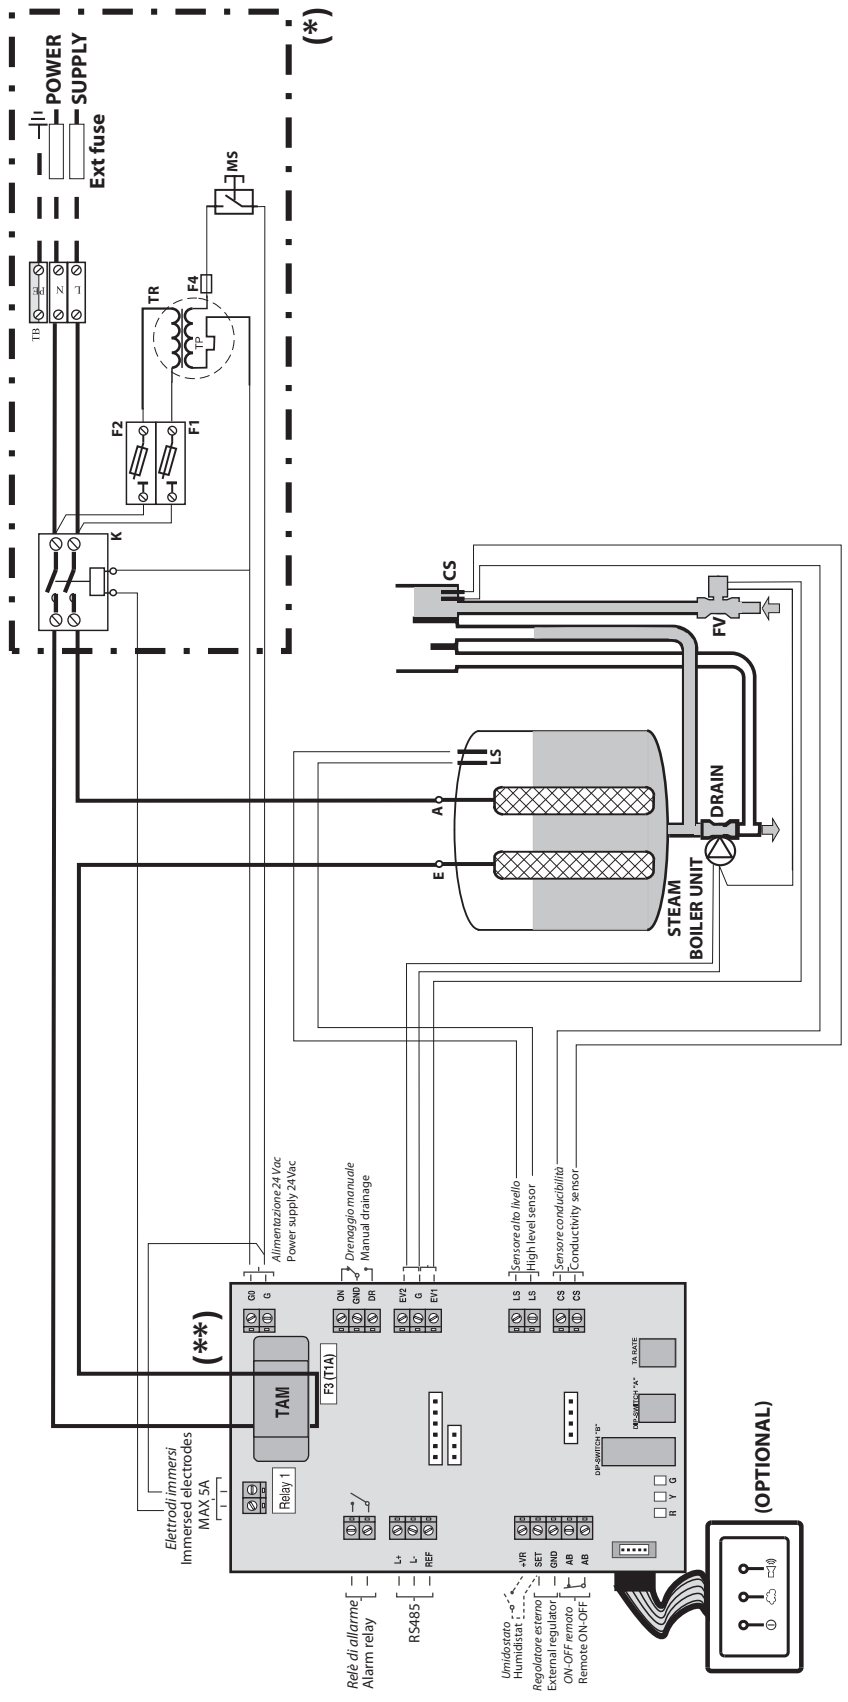 (*)
POWER
SUPPLY
Ext fuse
MS
PE
N
L
TB
TR
F4
TP
F2
F1
K
CS
FV
LS
A
E
DRAIN
STEAM
BOILER UNIT
Alimentazione 24 Vac
Power supply 24Vac
Drenaggio manuale
Manual drainage
Sensore alto livello
High level sensor
Sensore conducibilità
Conductivity sensor
(**)
G0
G
ON
GND
DR
EV2
G
EV1
LS
LS
CS
CS
TAM
F3 (T1A)
TA RATE
DIP-SWITCH "A"
DIP-SWITCH "B"
Elettrodi immersi
Immersed electrodes
MAX 5A
Relay 1
R
Y
G
L+
L-
REF
+VR
SET
GND
AB
AB
Relè di allarme
Alarm relay
RS485
Umidostato
Humidistat
Regolatore esterno
External regulator
ON-OFF remoto
Remote ON-OFF
(OPTIONAL)